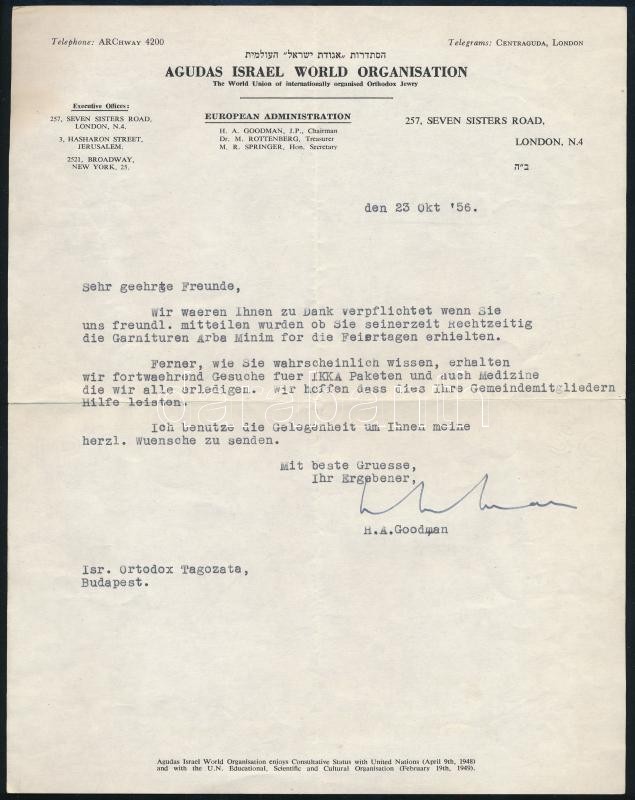 Telephone: ARChway 4200
Telegrams: CENTRAGUDA, LONDON
הסתדרות „אגודת ישראל" העולמית
AGUDAS ISRAEL WORLD ORGANISATION
The World Union of internationally organised Orthodox Jewry
Executive Offices:
257, SEVEN SISTERS ROAD,
LONDON, N.4.
3, HASHARON STREET,
JERUSALEM.
2521, BROADWAY,
NEW YORK, 25.
EUROPEAN ADMINISTRATION
H. A. GOODMAN, J.P., Chairman
Dr. M. ROTTENBERG, Treasurer
M. R. SPRINGER, Hon. Secretary
257, SEVEN SISTERS ROAD,
LONDON, N.4
ב״ה
den 23 Okt '56.
Sehr geehrte Freunde,
Wir waeren Ihnen zu Dank verpflichtet wenn Sie
uns freundl. mitteilen wurden ob Sie seinerzeit Rechtzeitig
die Garnituren Arba Minim for die Feiertagen erhielten.
Ferner, wie Sie wahrscheinlich wissen, erhalten
wir fortwaehrend Gesuche fuer IKKA Paketen und auch Medizine
die wir alle erledigen. Wir hoffen dass dies Ihre Gemeindemitgliedern
Hilfe leisten.
Ich benutze die Gelegenheit um Ihnen meine
herzl. Wuensche zu senden.
Mit beste Gruesse,
Ihr Ergebener,
H.A.Goodman
Isr. Ortodox Tagozata,
Budapest.
Agudas Israel World Organisation enjoys Consultative Status with United Nations (April 9th, 1948)
and with the U.N. Educational, Scientific and Cultural Organisation (February 19th, 1949).